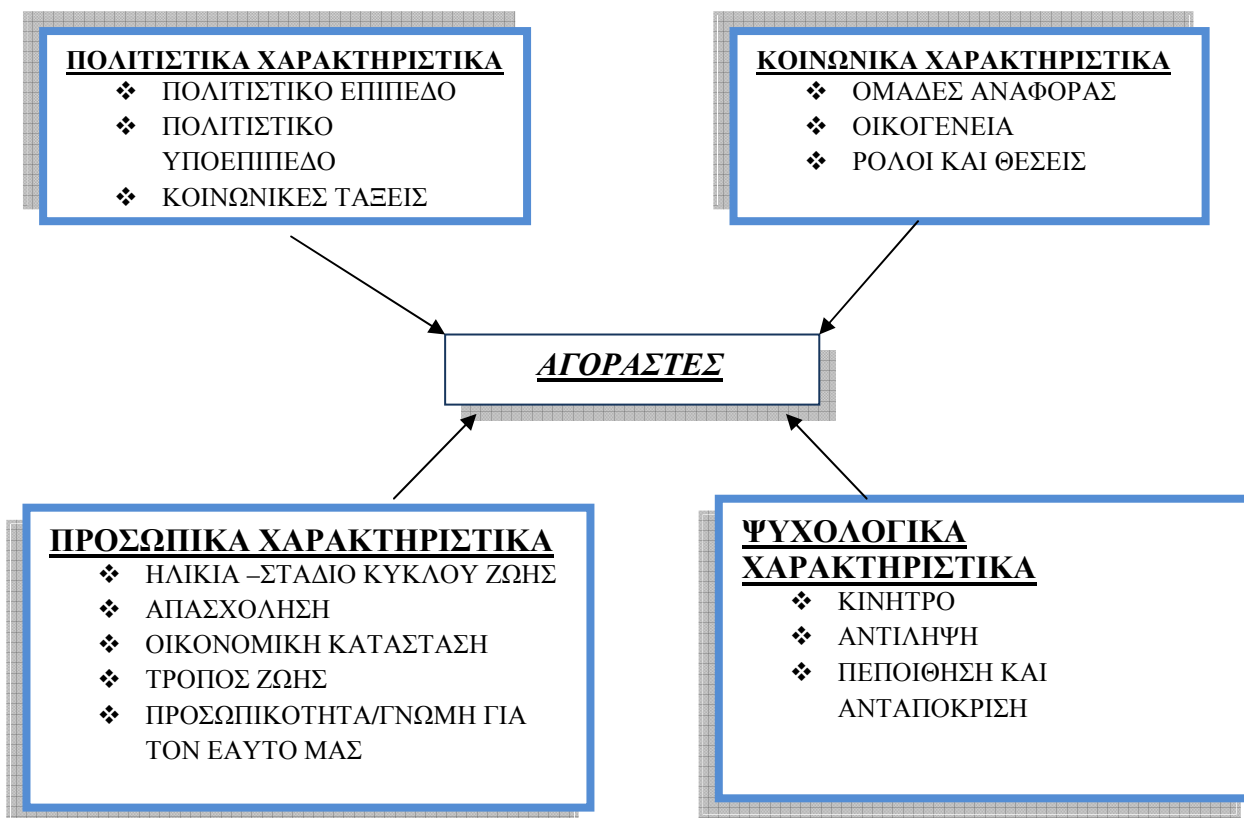 ΠΟΛΙΤΙΣΤΙΚΑ ΧΑΡΑΚΤΗΡΙΣΤΙΚΑ
❖ ΠΟΛΙΤΙΣΤΙΚΟ ΕΠΙΠΕΔΟ
❖ ΠΟΛΙΤΙΣΤΙΚΟ
ΥΠΟΕΠΙΠΕΔΟ
❖ ΚΟΙΝΩΝΙΚΕΣ ΤΑΞΕΙΣ
ΚΟΙΝΩΝΙΚΑ ΧΑΡΑΚΤΗΡΙΣΤΙΚΑ
❖ ΟΜΑΔΕΣ ΑΝΑΦΟΡΑΣ
❖ ΟΙΚΟΓΕΝΕΙΑ
❖ ΡΟΛΟΙ ΚΑΙ ΘΕΣΕΙΣ
ΑΓΟΡΑΣΤΕΣ
ΠΡΟΣΩΠΙΚΑ ΧΑΡΑΚΤΗΡΙΣΤΙΚΑ
❖ ΗΛΙΚΙΑ –ΣΤΑΔΙΟ ΚΥΚΛΟΥ ΖΩΗΣ
❖ ΑΠΑΣΧΟΛΗΣΗ
❖ ΟΙΚΟΝΟΜΙΚΗ ΚΑΤΑΣΤΑΣΗ
❖ ΤΡΟΠΟΣ ΖΩΗΣ
❖ ΠΡΟΣΩΠΙΚΟΤΗΤΑ/ΓΝΩΜΗ ΓΙΑ
ΤΟΝ ΕΑΥΤΟ ΜΑΣ
ΨΥΧΟΛΟΓΙΚΑ
ΧΑΡΑΚΤΗΡΙΣΤΙΚΑ
❖ ΚΙΝΗΤΡΟ
❖ ΑΝΤΙΛΗΨΗ
❖ ΠΕΠΟΙΘΗΣΗ ΚΑΙ
ΑΝΤΑΠΟΚΡΙΣΗ